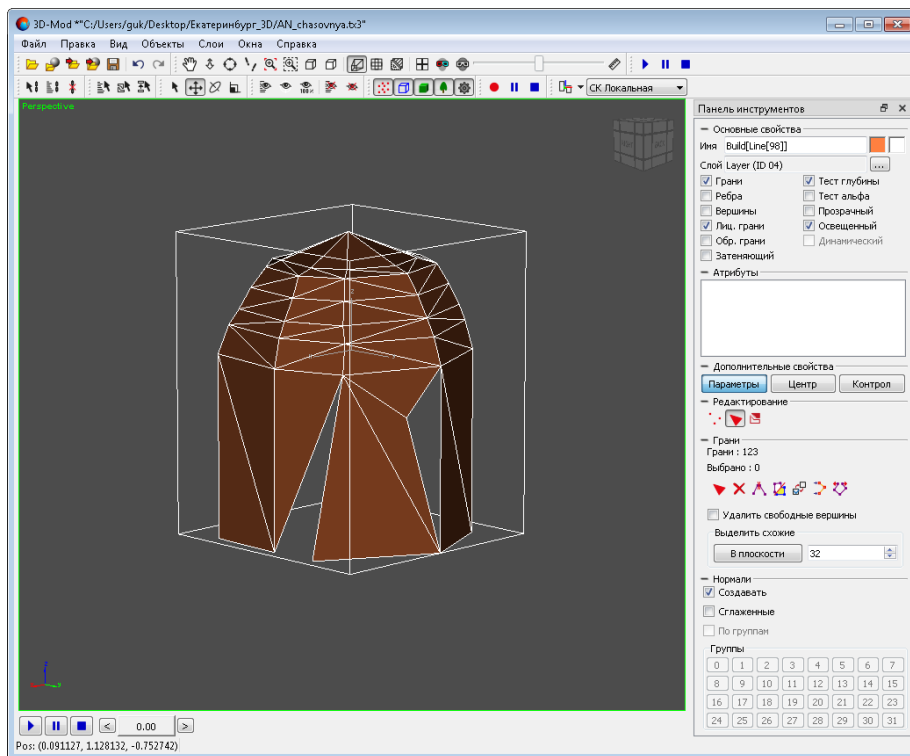 3D-Mod *"C:/Users/guk/Desktop/Екатеринбург_3D/AN_chasovnya.tx3"
Файл Правка Вид Объекты Слои Окна Справка
СК Локальная
Perspective
Панель инструментов
Основные свойства
Имя Build[Line[98]]
Слой Layer (ID 04) ...
Грани Тест глубины
Ребра Тест альфа
Вершины Прозрачный
Лиц. грани Освещенный
Обр. грани Динамический
Затеняющий
Атрибуты
Дополнительные свойства
Параметры Центр Контрол
Редактирование
Грани
Грани : 123
Выбрано : 0
Удалить свободные вершины
Выделить схожие
В плоскости 32
Нормали
Создавать
Сглаженные
По группам
Группы
0 1 2 3 4 5 6 7
8 9 10 11 12 13 14 15
16 17 18 19 20 21 22 23
24 25 26 27 28 29 30 31
< 0.00 >
Pos: (0.091127, 1.128132, -0.752742)